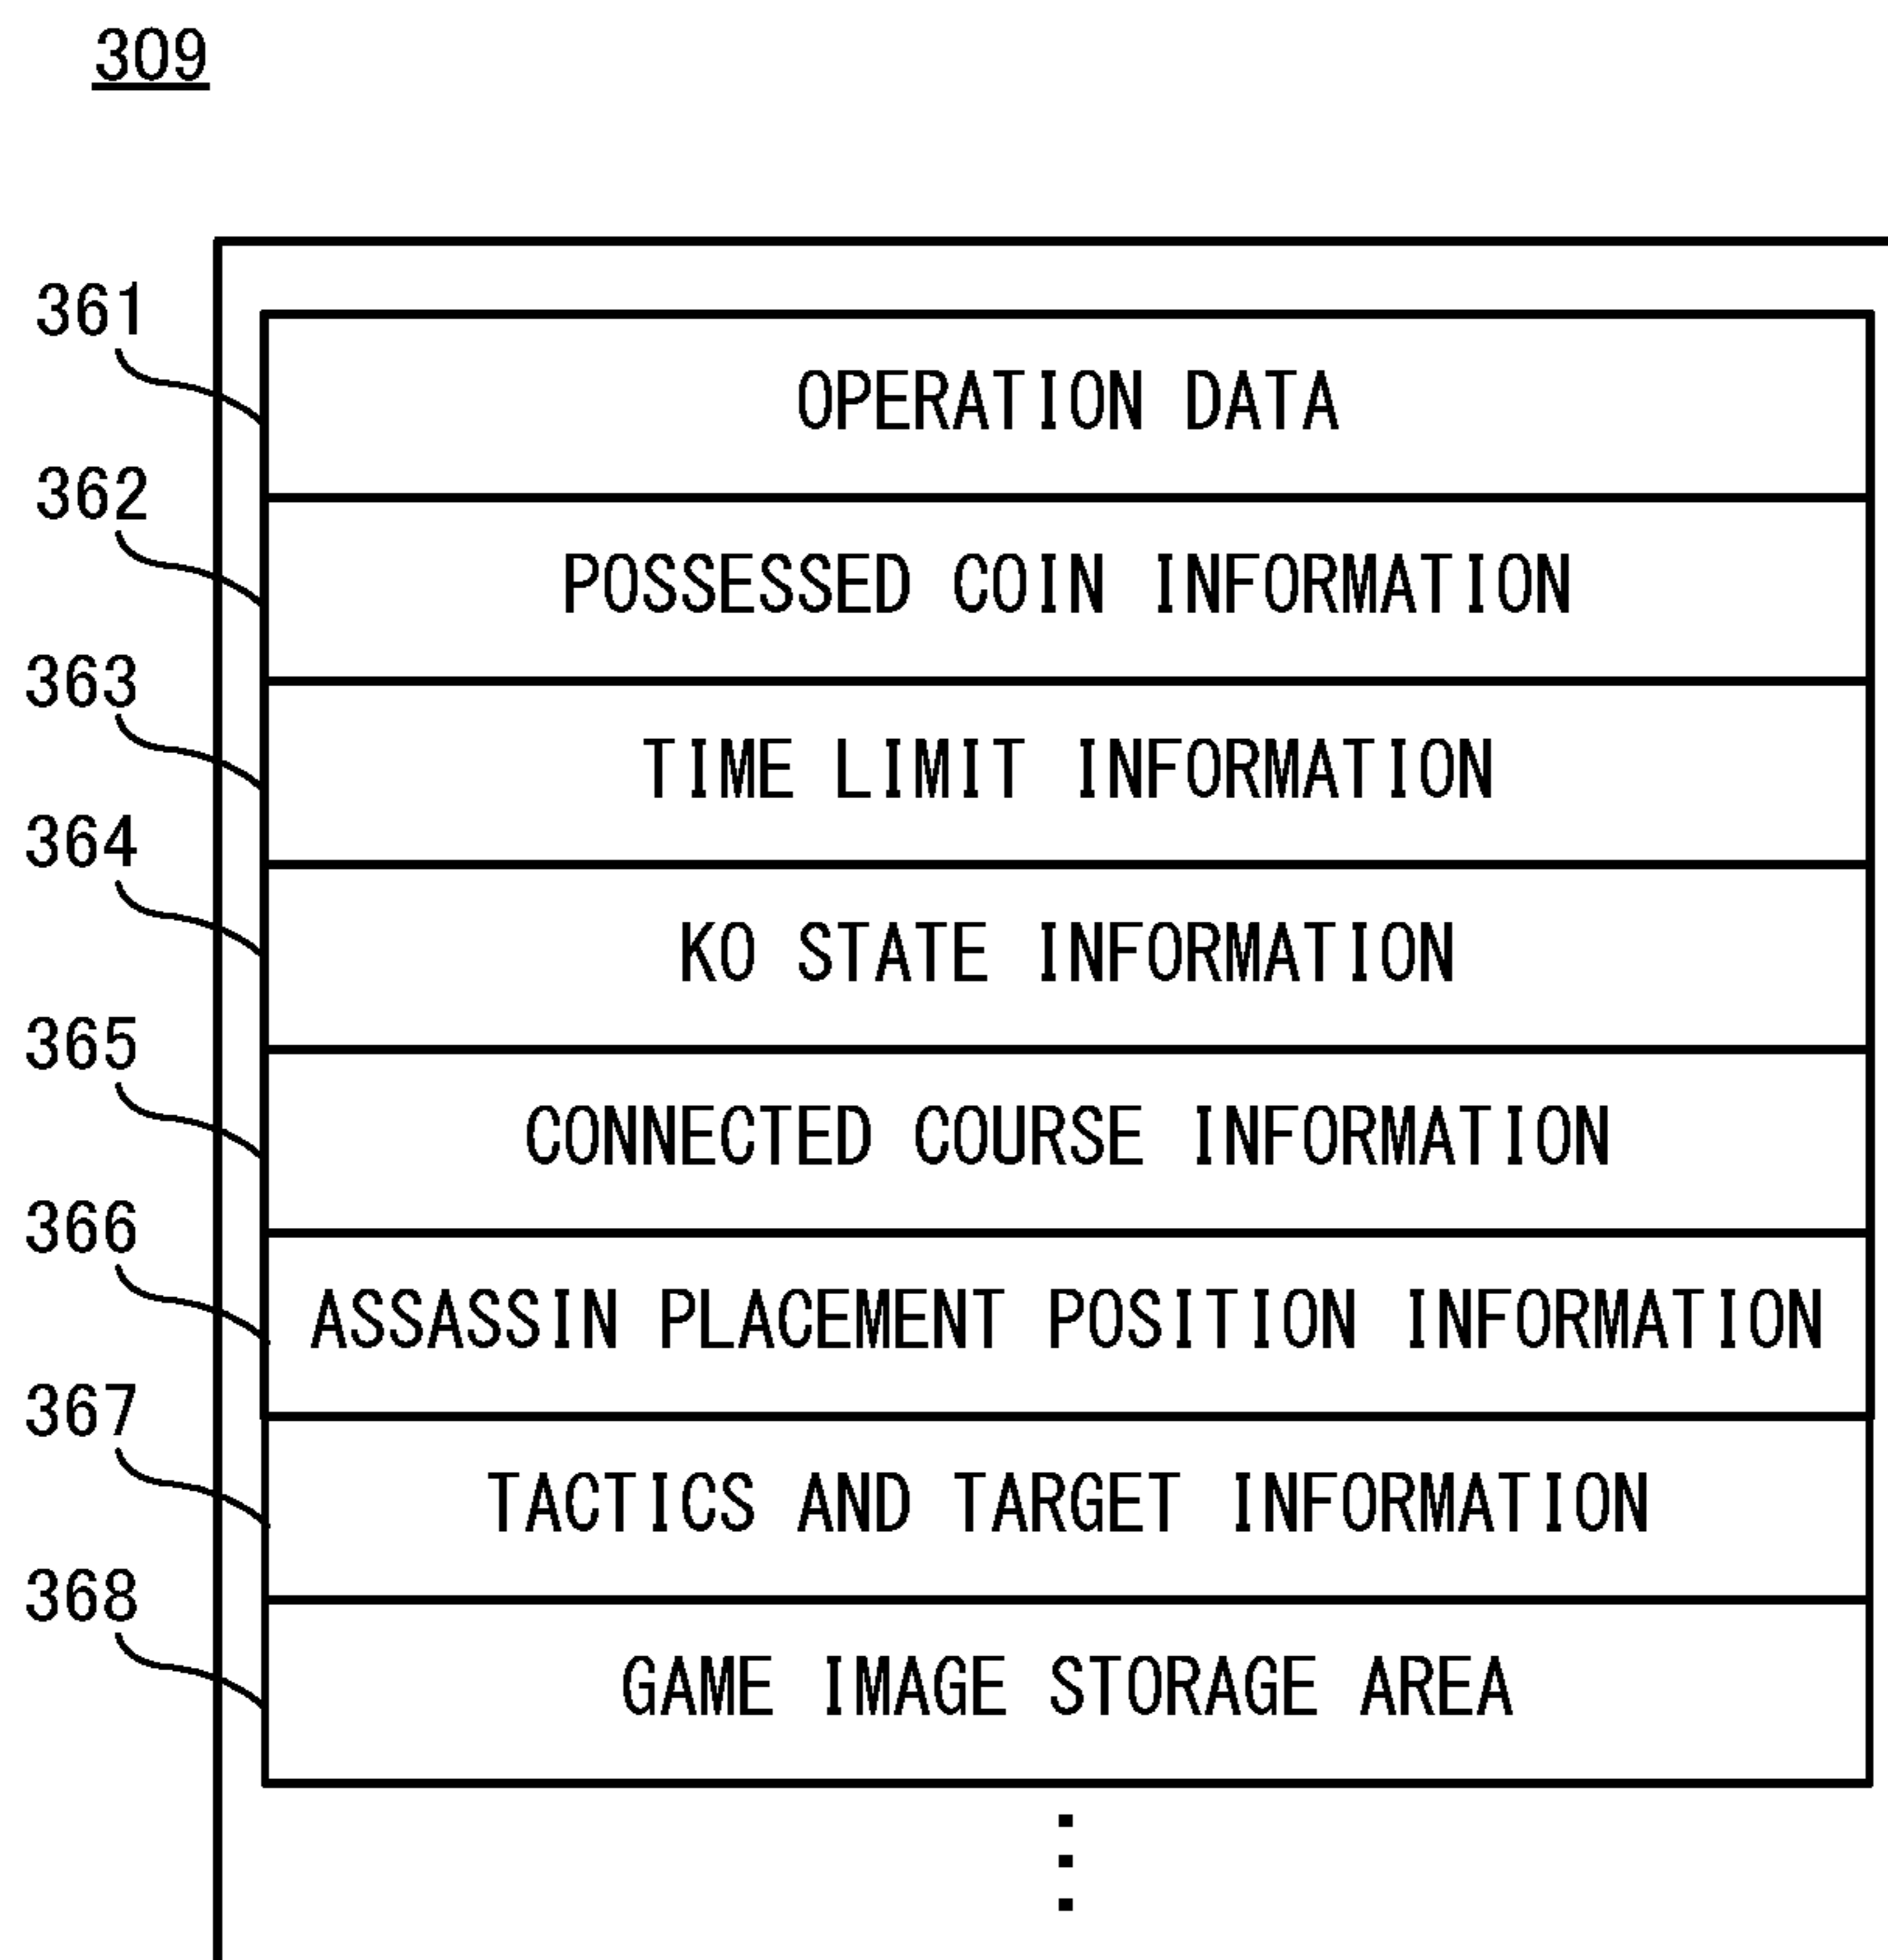 309
361
OPERATION DATA
362
POSSESSED COIN INFORMATION
363
TIME LIMIT INFORMATION
364
KO STATE INFORMATION
365
CONNECTED COURSE INFORMATION
366
ASSASSIN PLACEMENT POSITION INFORMATION
367
TACTICS AND TARGET INFORMATION
368
GAME IMAGE STORAGE AREA